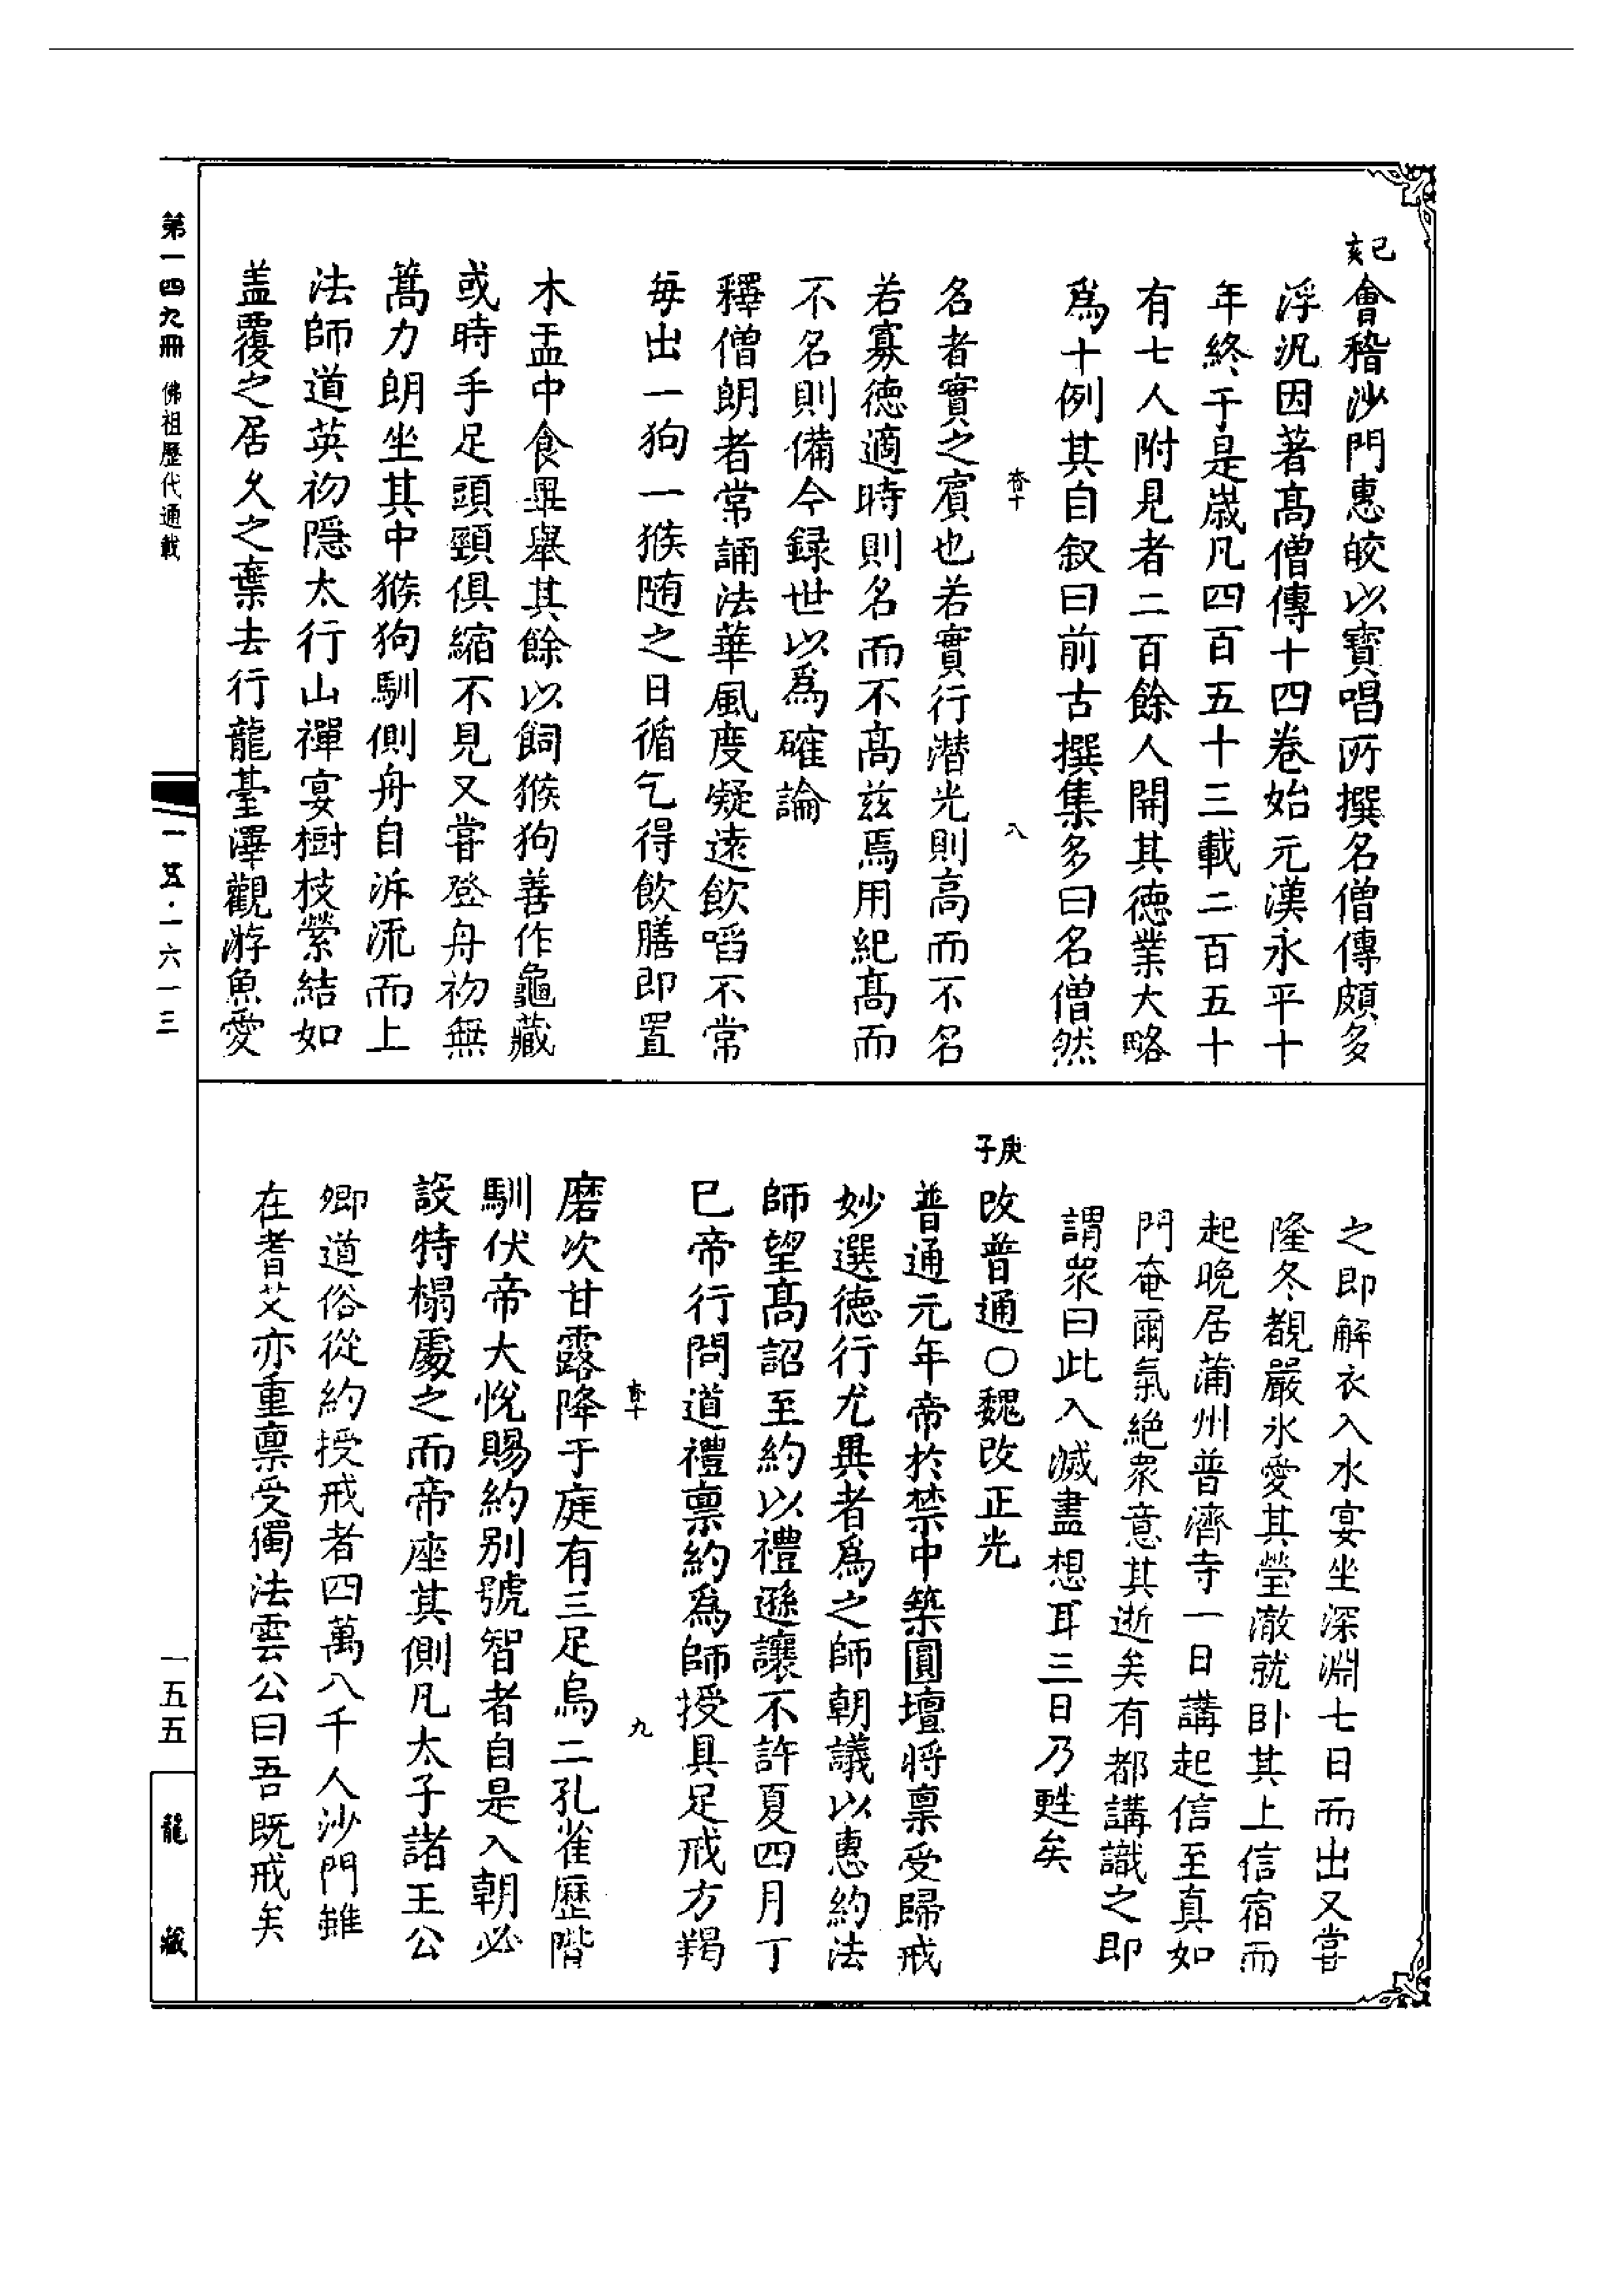 己亥會稽沙門惠皎以寶唱所撰名僧傳頗多
浮汎因著髙僧傳十四卷始元漢永平十
年終于是歳凡四百五十三載二百五十
有七人附見者二百餘人開其德業大略
爲十例其自叙曰前古撰集多曰名僧然
八
名者實之賓也若實行潜光則高而不名
若寡德適時則名而不髙兹焉用紀髙而
不名則備今録世以爲確論
釋僧朗者常誦法華風度凝逺飲啗不常
毎出一狗一猴随之日循乞得飲膳即置
木盂中食畢舉其餘以飼猴狗善作龜藏
或時手足頭頸俱縮不見又甞登舟初無
篙力朗坐其中猴狗馴側舟自泝流而上
法師道英初隠太行山禪宴樹枝縈結如
盖覆之居久之棄去行龍臺澤觀游魚愛
之即解衣入水宴坐深淵七日而出又甞
隆冬覩嚴氷愛其瑩澈就卧其上信宿而
起晩居蒲州普濟寺一日講起信至真如
門奄爾氣絶衆意其逝矣有都講識之即
謂衆曰此入滅盡想耳三日乃甦矣
庚子改普通○魏改正光
普通元年帝於禁中築圓壇將禀受歸戒
妙選德行尤異者爲之師朝議以惠約法
師望髙詔至約以禮遜讓不許夏四月丁
巳帝行問道禮禀約爲師授具足戒方羯
九
磨次甘露降于庭有三足烏二孔雀歷階
馴伏帝大悅賜約别號智者自是入朝必
設特榻處之而帝座其側凡太子諸王公
卿道俗從約授戒者四萬八千人沙門雖
在耆艾亦重禀受獨法雲公曰吾既戒矣
第一四九冊 佛祖歷代通載
一五五·一六一三
一五五
龍藏